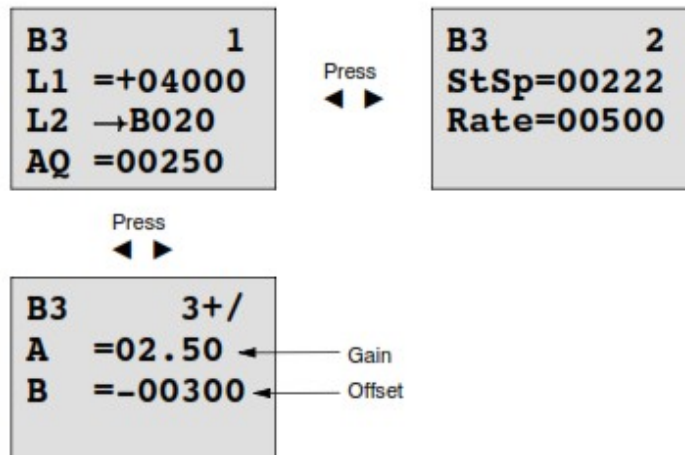 B3 1
L1 =+04000
L2 →B020
AQ =00250
Press
◄ ►
B3 2
StSp=00222
Rate=00500
Press
◄ ►
B3 3+/
A =02.50
B =-00300
Gain
Offset